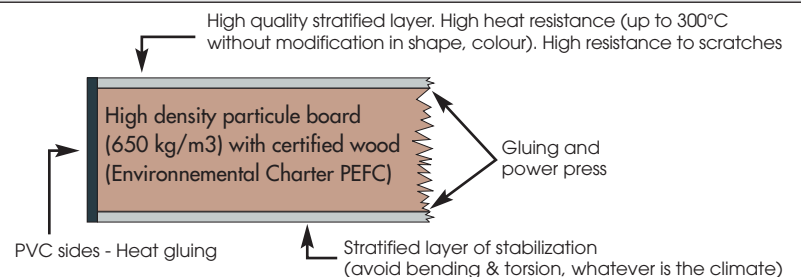 High quality stratified layer. High heat resistance (up to 300°C
without modification in shape, colour). High resistance to scratches
High density particule board
(650 kg/m3) with certified wood
(Environnemental Charter PEFC)
Gluing and
power press
PVC sides - Heat gluing
Stratified layer of stabilization
(avoid bending & torsion, whatever is the climate)